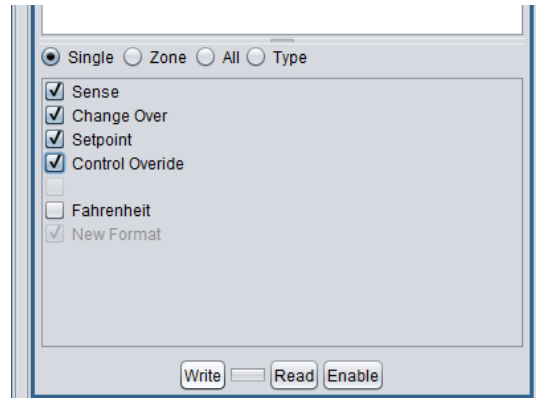 Single Zone All Type
Sense
Change Over
Setpoint
Control Overide
Fahrenheit
New Format
Write Read Enable